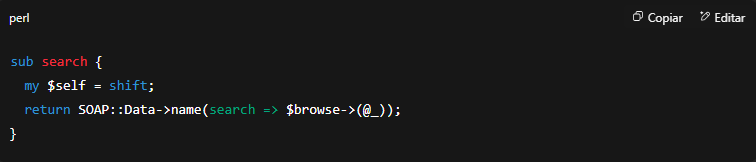 perl
Copiar
Editar
sub search {
  my $self = shift;
  return SOAP::Data->name(search => $browse->(@_));
}